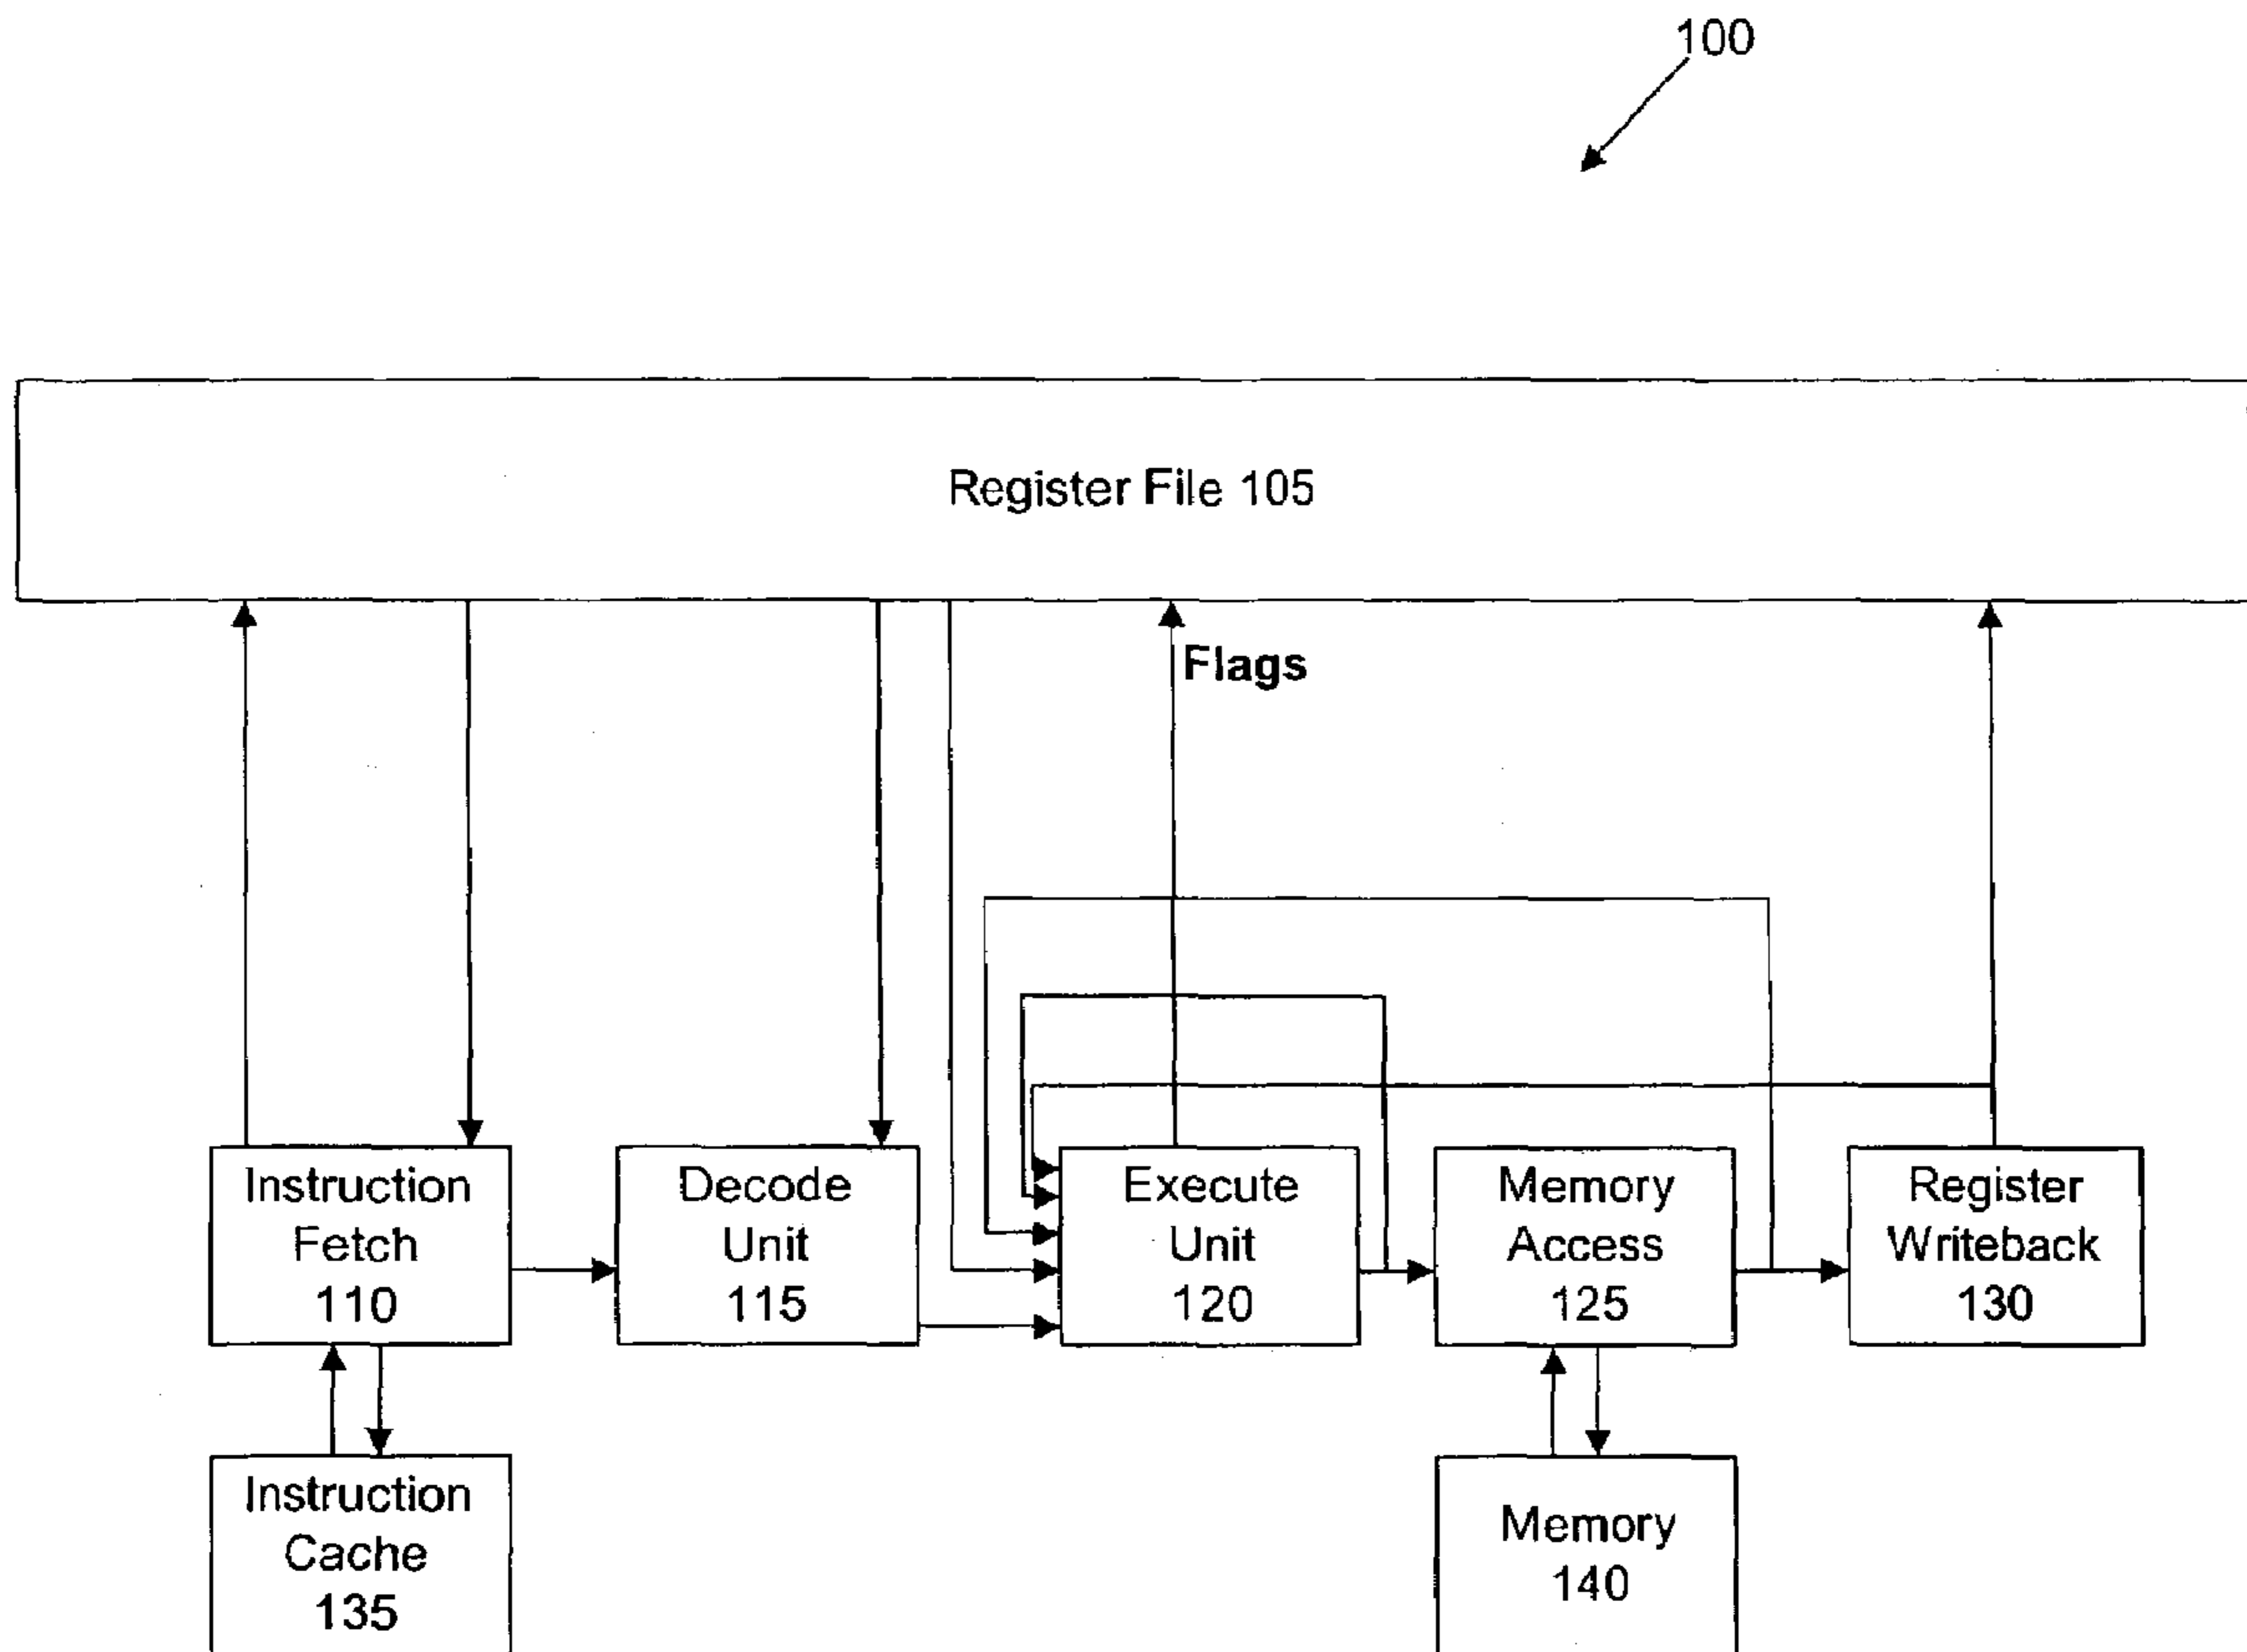 100
Register File 105
Flags
Instruction
Fetch
110
Decode
Unit
115
Execute
Unit
120
Memory
Access
125
Register
Writeback
130
Instruction
Cache
135
Memory
140